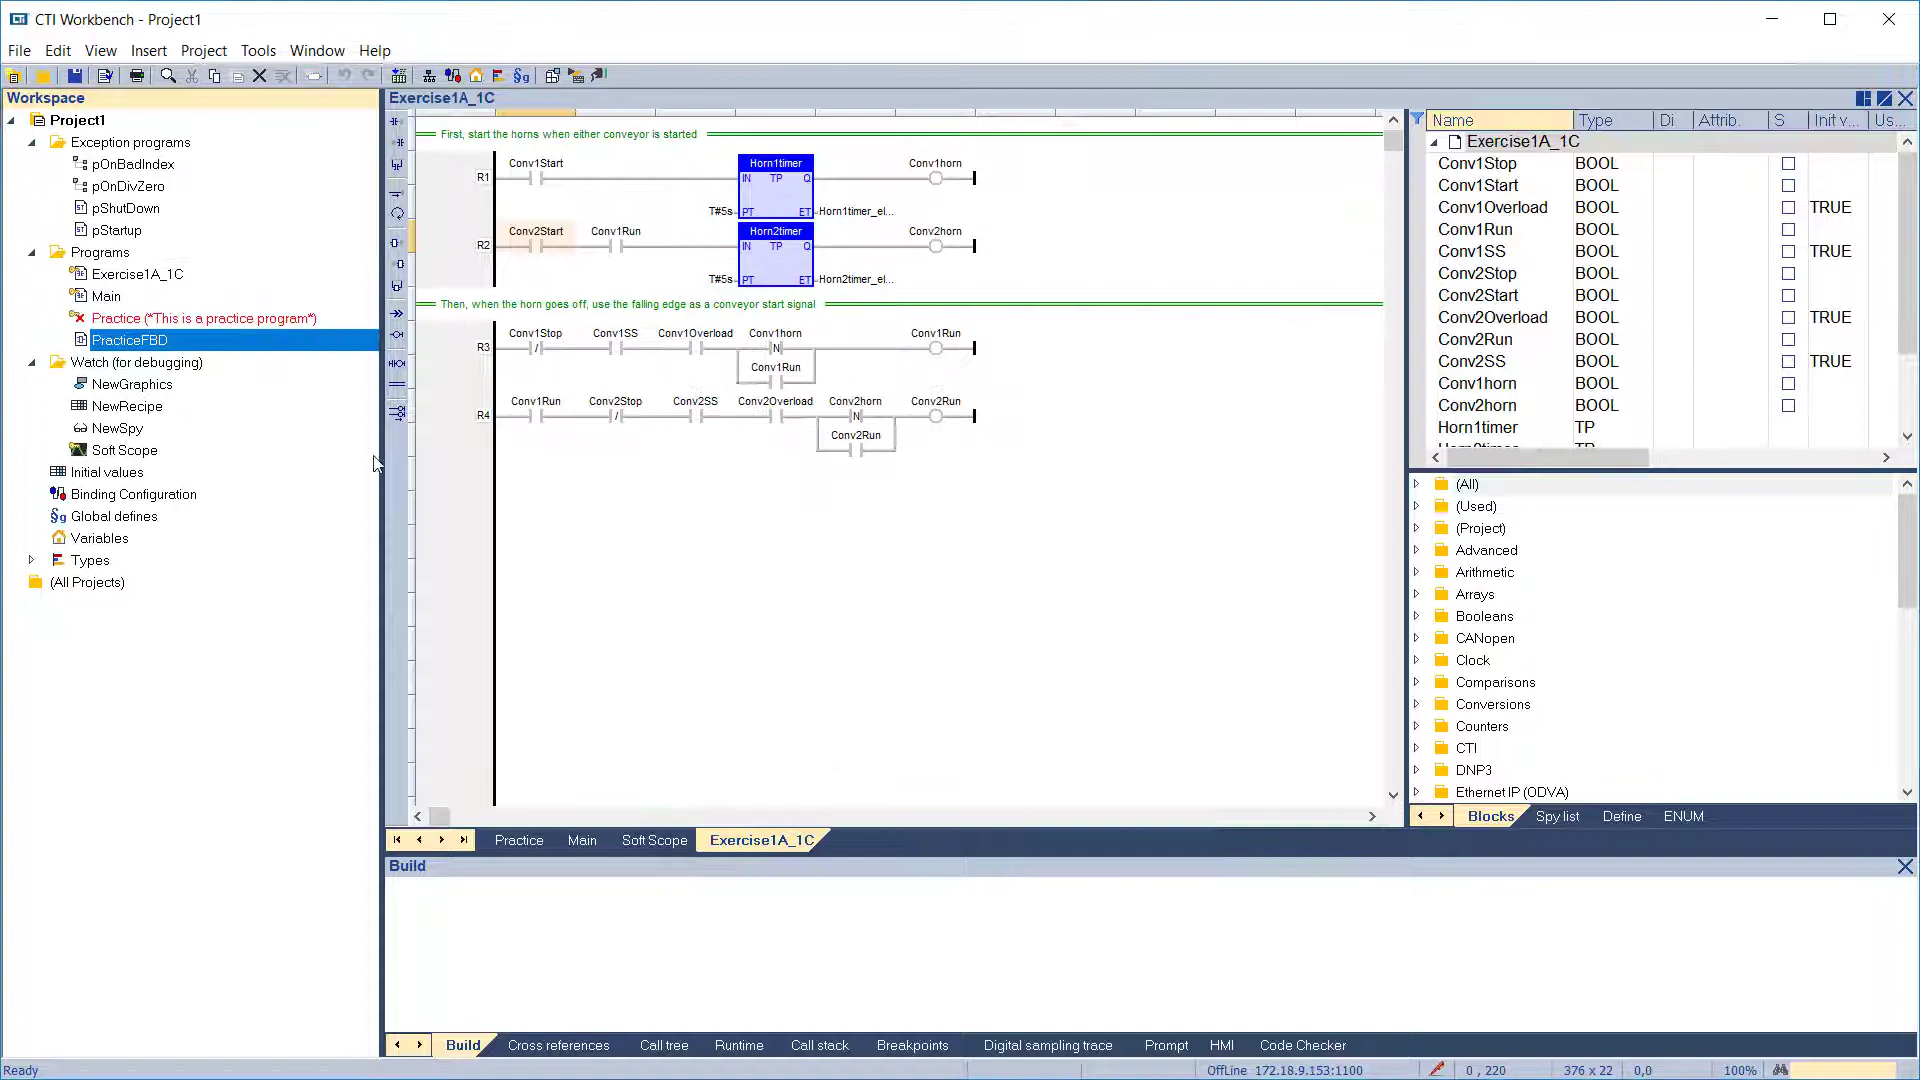 CTI Workbench - Project1
File Edit View Insert Project Tools Window Help
Workspace
Project1
Exception programs
pOnBadIndex
pOnDivZero
pShutDown
pStartup
Programs
Exercise1A_1C
Main
Practice (*This is a practice program*)
PracticeFBD
Watch (for debugging)
NewGraphics
NewRecipe
NewSpy
Soft Scope
Initial values
Binding Configuration
Global defines
Variables
Types
(All Projects)
Exercise1A_1C
First, start the horns when either conveyor is started
Conv1Start Horn1timer Conv1horn
R1 IN TP Q
T#5s PT ET Horn1timer_el...
Conv2Start Conv1Run Horn2timer Conv2horn
R2 IN TP Q
T#5s PT ET Horn2timer_el...
Then, when the horn goes off, use the falling edge as a conveyor start signal
Conv1Stop Conv1SS Conv1Overload Conv1horn Conv1Run
R3 / N
Conv1Run
Conv1Run Conv2Stop Conv2SS Conv2Overload Conv2horn Conv2Run
R4 / N
Conv2Run
Practice Main Soft Scope Exercise1A_1C
Name Type Di Attrib. S Init v... Us...
Exercise1A_1C
Conv1Stop BOOL
Conv1Start BOOL
Conv1Overload BOOL TRUE
Conv1Run BOOL
Conv1SS BOOL TRUE
Conv2Stop BOOL
Conv2Start BOOL
Conv2Overload BOOL TRUE
Conv2Run BOOL
Conv2SS BOOL TRUE
Conv1horn BOOL
Conv2horn BOOL
Horn1timer TP
Horn2timer TP
(All)
(Used)
(Project)
Advanced
Arithmetic
Arrays
Booleans
CANopen
Clock
Comparisons
Conversions
Counters
CTI
DNP3
Ethernet IP (ODVA)
Blocks Spy list Define ENUM
Build
Build Cross references Call tree Runtime Call stack Breakpoints Digital sampling trace Prompt HMI Code Checker
Ready OffLine 172.18.9.153:1100 0 , 220 376 x 22 0,0 100%